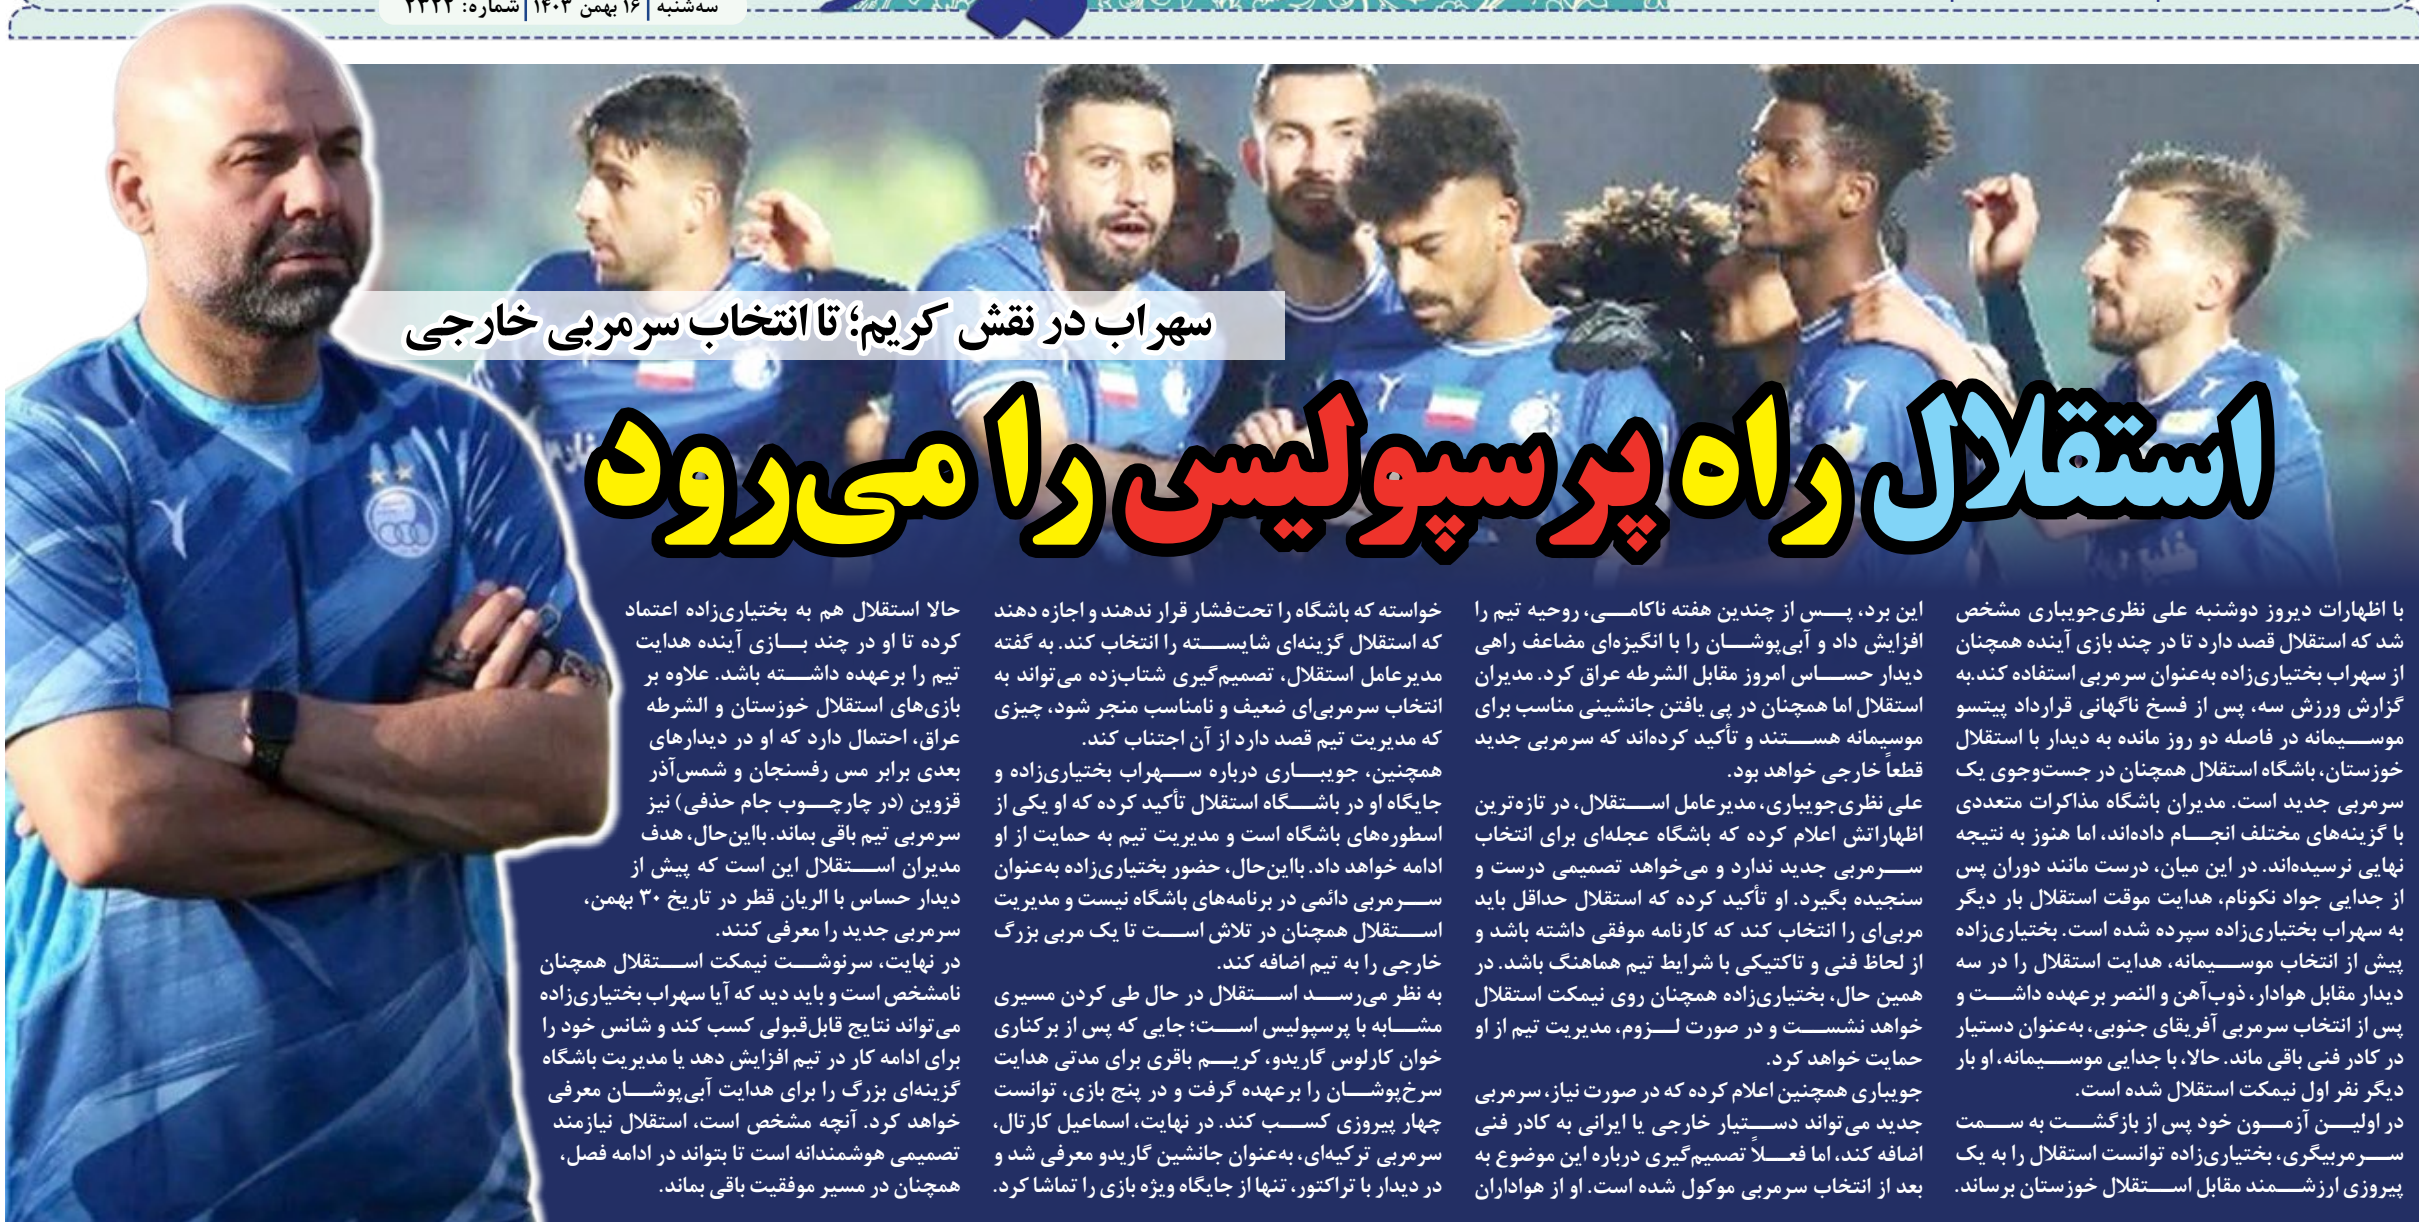 سه‌شنبه | ۱۶ بهمن ۱۴۰۳ | شماره: ۲۳۲۲
سهراب در نقش کریم؛ تا انتخاب سرمربی خارجی
استقلال راه پرسپولیس را می‌رود
با اظهارات دیروز دوشنبه علی نظری‌جویباری مشخص
شد که استقلال قصد دارد تا در چند بازی آینده همچنان
از سهراب بختیاری‌زاده به‌عنوان سرمربی استفاده کند.به
گزارش ورزش سه، پس از فسخ ناگهانی قرارداد پیتسو
موسیمانه در فاصله دو روز مانده به دیدار با استقلال
خوزستان، باشگاه استقلال همچنان در جست‌وجوی یک
سرمربی جدید است. مدیران باشگاه مذاکرات متعددی
با گزینه‌های مختلف انجام داده‌اند، اما هنوز به نتیجه
نهایی نرسیده‌اند. در این میان، درست مانند دوران پس
از جدایی جواد نکونام، هدایت موقت استقلال بار دیگر
به سهراب بختیاری‌زاده سپرده شده است. بختیاری‌زاده
پیش از انتخاب موسیمانه، هدایت استقلال را در سه
دیدار مقابل هوادار، ذوب‌آهن و النصر برعهده داشت و
پس از انتخاب سرمربی آفریقای جنوبی، به‌عنوان دستیار
در کادر فنی باقی ماند. حالا، با جدایی موسیمانه، او بار
دیگر نفر اول نیمکت استقلال شده است.
در اولین آزمون خود پس از بازگشت به سمت
سرمربیگری، بختیاری‌زاده توانست استقلال را به یک
پیروزی ارزشمند مقابل استقلال خوزستان برساند.
این برد، پس از چندین هفته ناکامی، روحیه تیم را
افزایش داد و آبی‌پوشان را با انگیزه‌ای مضاعف راهی
دیدار حساس امروز مقابل الشرطه عراق کرد. مدیران
استقلال اما همچنان در پی یافتن جانشینی مناسب برای
موسیمانه هستند و تأکید کرده‌اند که سرمربی جدید
قطعاً خارجی خواهد بود.
علی نظری‌جویباری، مدیرعامل استقلال، در تازه‌ترین
اظهاراتش اعلام کرده که باشگاه عجله‌ای برای انتخاب
سرمربی جدید ندارد و می‌خواهد تصمیمی درست و
سنجیده بگیرد. او تأکید کرده که استقلال حداقل باید
مربی‌ای را انتخاب کند که کارنامه موفقی داشته باشد و
از لحاظ فنی و تاکتیکی با شرایط تیم هماهنگ باشد. در
همین حال، بختیاری‌زاده همچنان روی نیمکت استقلال
خواهد نشست و در صورت لزوم، مدیریت تیم از او
حمایت خواهد کرد.
جویباری همچنین اعلام کرده که در صورت نیاز، سرمربی
جدید می‌تواند دستیار خارجی یا ایرانی به کادر فنی
اضافه کند، اما فعلاً تصمیم‌گیری درباره این موضوع به
بعد از انتخاب سرمربی موکول شده است. او از هواداران
خواسته که باشگاه را تحت‌فشار قرار ندهند و اجازه دهند
که استقلال گزینه‌ای شایسته را انتخاب کند. به گفته
مدیرعامل استقلال، تصمیم‌گیری شتاب‌زده می‌تواند به
انتخاب سرمربی‌ای ضعیف و نامناسب منجر شود، چیزی
که مدیریت تیم قصد دارد از آن اجتناب کند.
همچنین، جویباری درباره سهراب بختیاری‌زاده و
جایگاه او در باشگاه استقلال تأکید کرده که او یکی از
اسطوره‌های باشگاه است و مدیریت تیم به حمایت از او
ادامه خواهد داد. بااین‌حال، حضور بختیاری‌زاده به‌عنوان
سرمربی دائمی در برنامه‌های باشگاه نیست و مدیریت
استقلال همچنان در تلاش است تا یک مربی بزرگ
خارجی را به تیم اضافه کند.
به نظر می‌رسد استقلال در حال طی کردن مسیری
مشابه با پرسپولیس است؛ جایی که پس از برکناری
خوان کارلوس گاریدو، کریم باقری برای مدتی هدایت
سرخ‌پوشان را برعهده گرفت و در پنج بازی، توانست
چهار پیروزی کسب کند. در نهایت، اسماعیل کارتال،
سرمربی ترکیه‌ای، به‌عنوان جانشین گاریدو معرفی شد و
در دیدار با تراکتور، تنها از جایگاه ویژه بازی را تماشا کرد.
حالا استقلال هم به بختیاری‌زاده اعتماد
کرده تا او در چند بازی آینده هدایت
تیم را برعهده داشته باشد. علاوه بر
بازی‌های استقلال خوزستان و الشرطه
عراق، احتمال دارد که او در دیدارهای
بعدی برابر مس رفسنجان و شمس‌آذر
قزوین (در چارچوب جام حذفی) نیز
سرمربی تیم باقی بماند. بااین‌حال، هدف
مدیران استقلال این است که پیش از
دیدار حساس با الریان قطر در تاریخ ۳۰ بهمن،
سرمربی جدید را معرفی کنند.
در نهایت، سرنوشت نیمکت استقلال همچنان
نامشخص است و باید دید که آیا سهراب بختیاری‌زاده
می‌تواند نتایج قابل‌قبولی کسب کند و شانس خود را
برای ادامه کار در تیم افزایش دهد یا مدیریت باشگاه
گزینه‌ای بزرگ را برای هدایت آبی‌پوشان معرفی
خواهد کرد. آنچه مشخص است، استقلال نیازمند
تصمیمی هوشمندانه است تا بتواند در ادامه فصل،
همچنان در مسیر موفقیت باقی بماند.